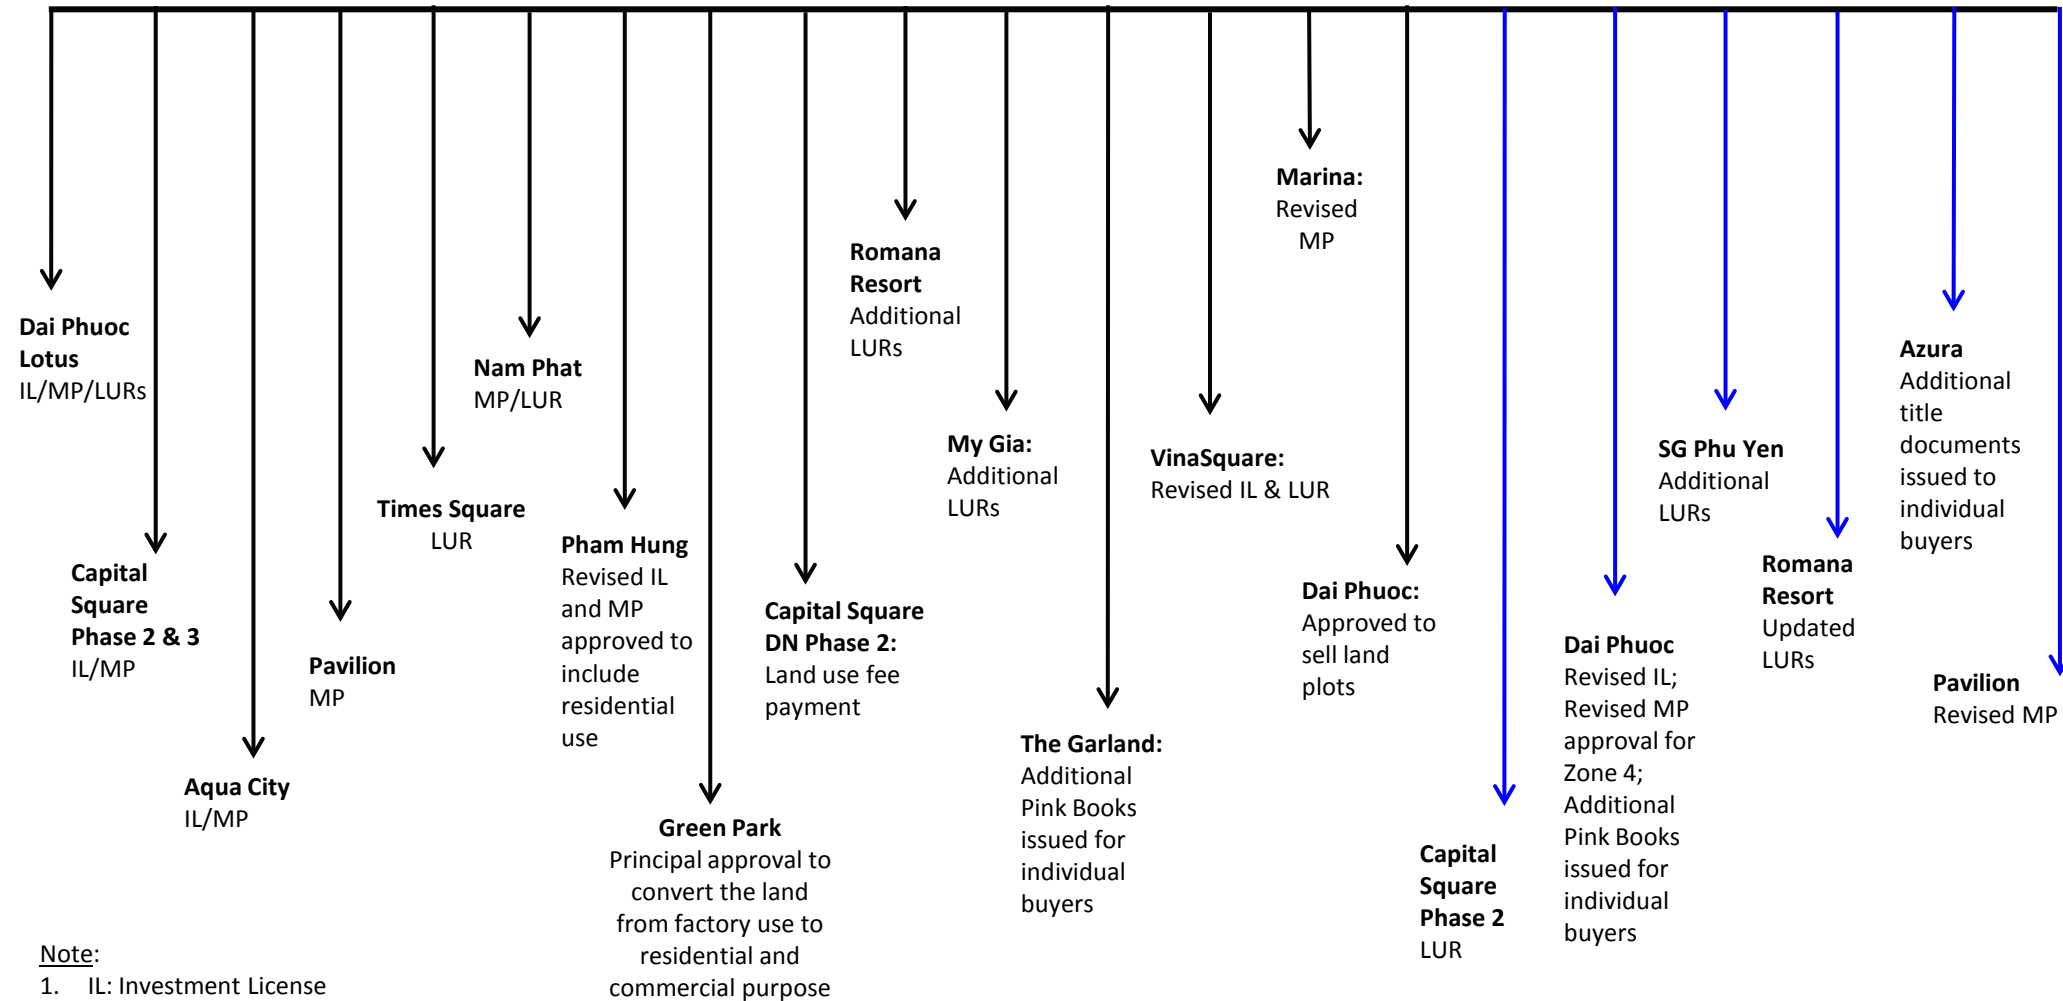 Dai Phuoc
Lotus
IL/MP/LURs
Capital
Square
Phase 2 & 3
IL/MP
Aqua City
IL/MP
Pavilion
MP
Times Square
LUR
Nam Phat
MP/LUR
Pham Hung
Revised IL
and MP
approved to
include
residential
use
Green Park
Principal approval to
convert the land
from factory use to
residential and
commercial purpose
Capital Square
DN Phase 2:
Land use fee
payment
Romana
Resort
Additional
LURs
My Gia:
Additional
LURs
The Garland:
Additional
Pink Books
issued for
individual
buyers
VinaSquare:
Revised IL & LUR
Marina:
Revised
MP
Dai Phuoc:
Approved to
sell land
plots
Capital
Square
Phase 2
LUR
Dai Phuoc
Revised IL;
Revised MP
approval for
Zone 4;
Additional
Pink Books
issued for
individual
buyers
SG Phu Yen
Additional
LURs
Romana
Resort
Updated
LURs
Azura
Additional
title
documents
issued to
individual
buyers
Pavilion
Revised MP
Note:
1. IL: Investment License